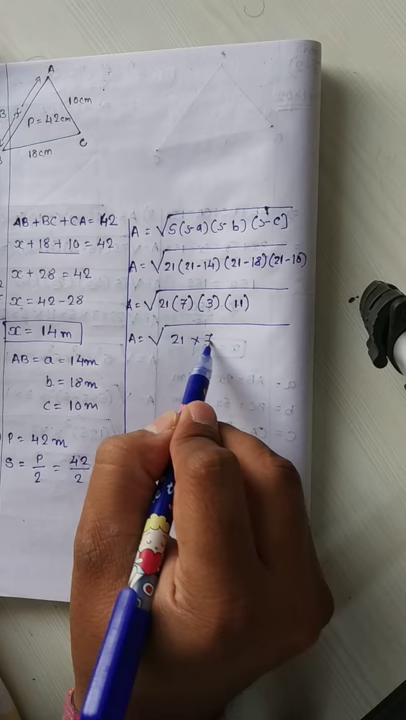 A
10cm
P=42cm
C
18cm
AB+BC+CA=42
x+18+10=42
x+28=42
x=42-28
x=14m
AB=a=14m
b=18m
c=10m
P=42m
S=P/2=42/2
A=√S(s-a)(s-b)(s-c)
A=√21(21-14)(21-18)(21-10)
A=√21(7)(3)(11)
A=√21×7